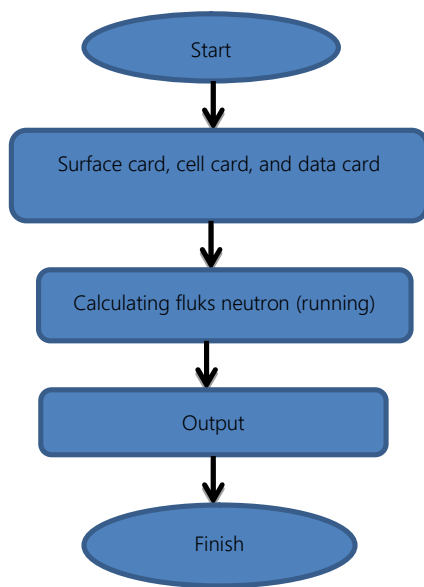 Start
Surface card, cell card, and data card
Calculating fluks neutron (running)
Output
Finish